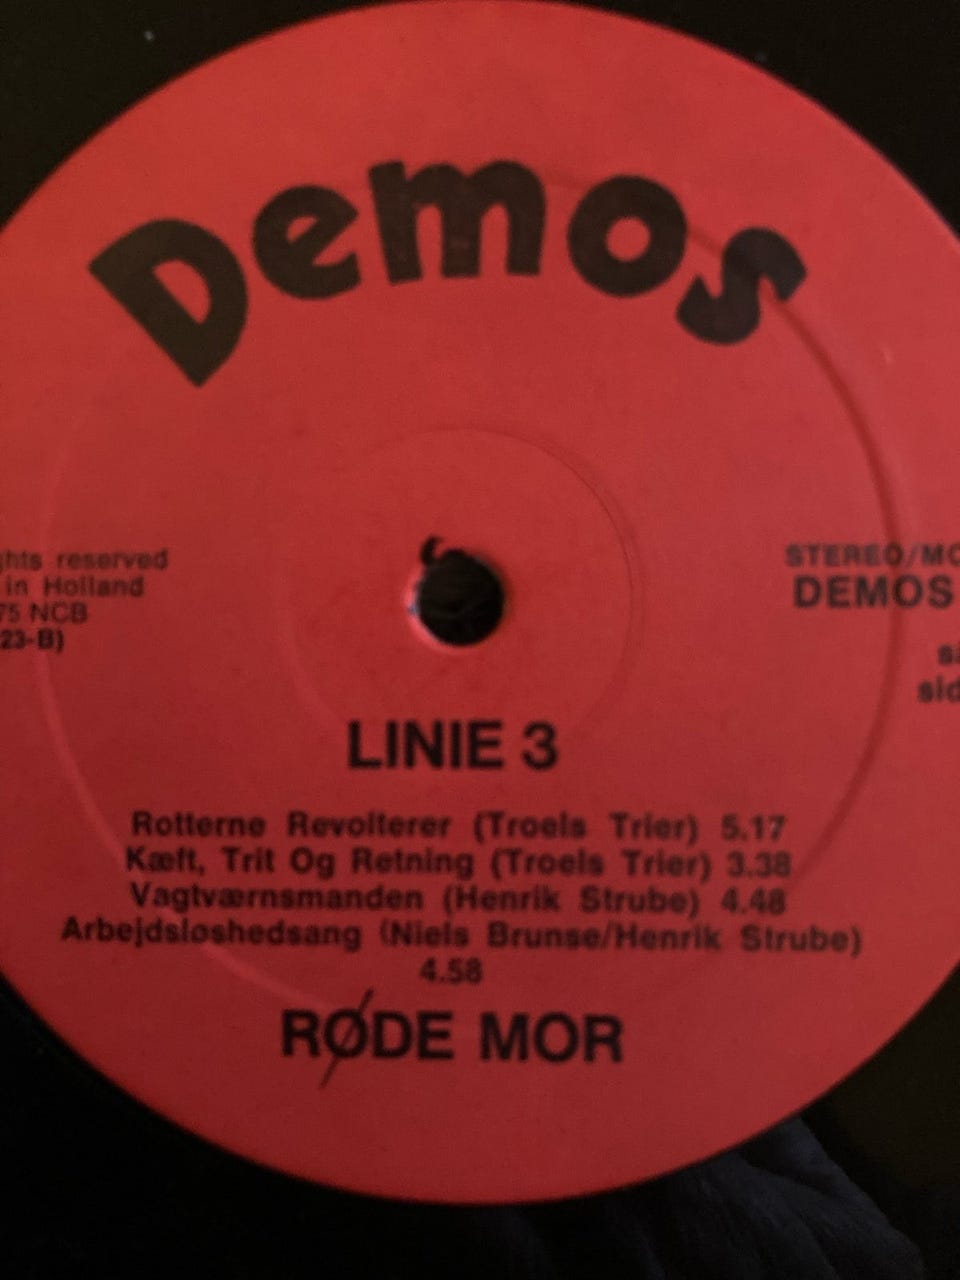 Demos
reserved
in Holland
75 NCB
23-B)
STEREO/MO
DEMOS
LINIE 3
Rotterne Revolterer (Troels Trier) 5.17
Kæft, Trit Og Retning (Troels Trier) 3.38
Vagtværnsmanden (Henrik Strube) 4.48
Arbejdsløshedsang (Niels Brunse/Henrik Strube)
4.58
RØDE MOR